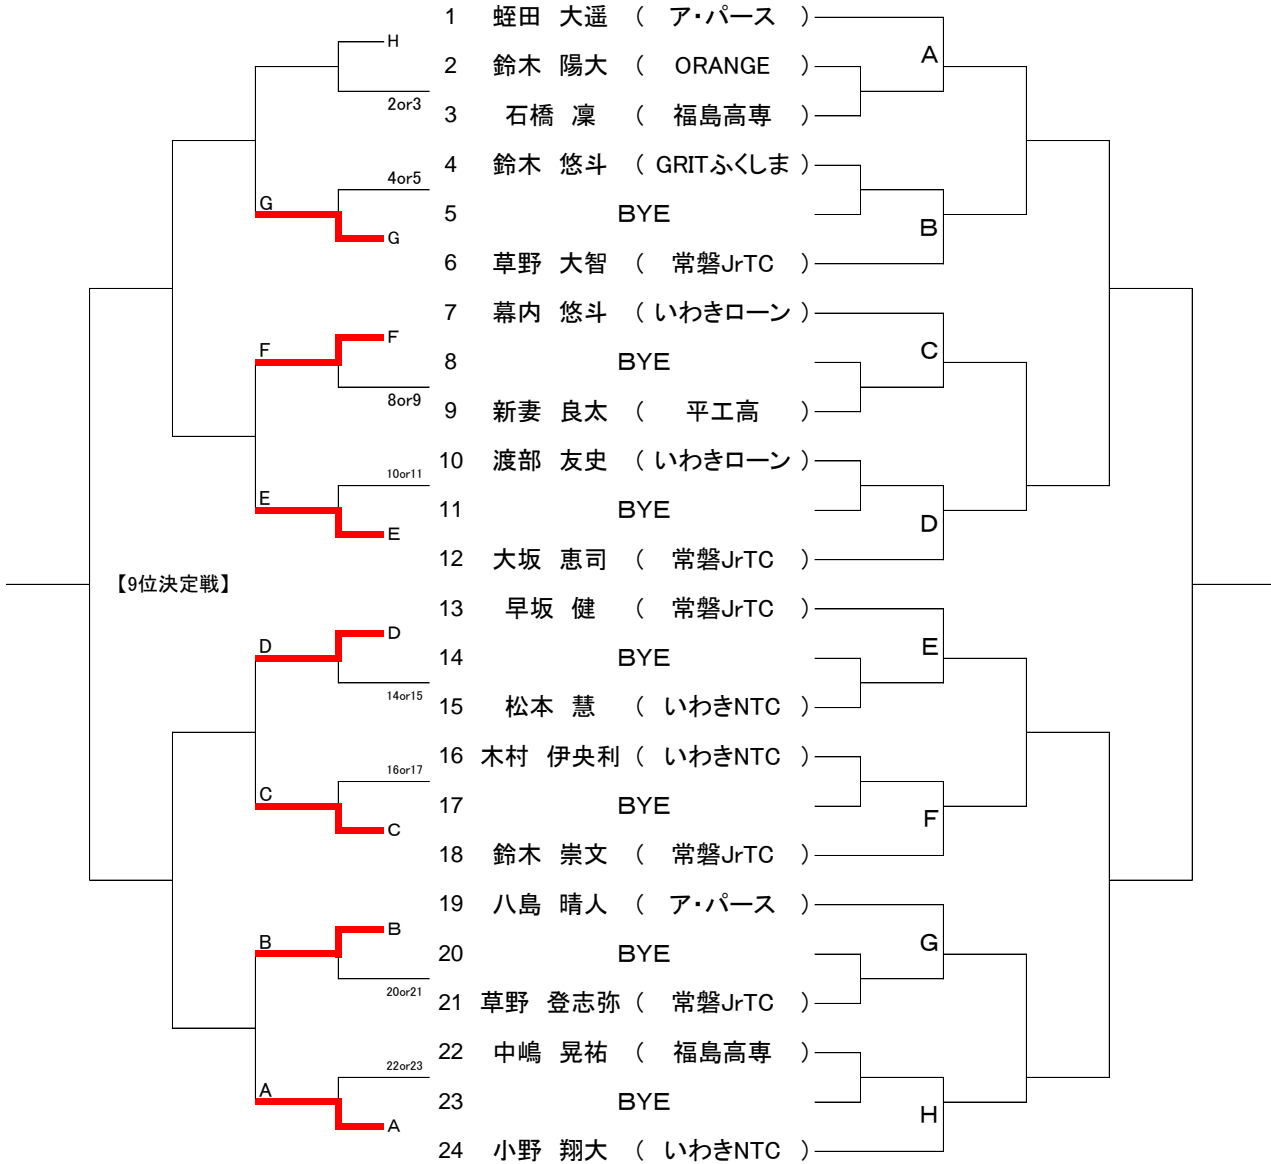 1 蛭田 大遥 ( ア・パース )
H
A
2 鈴木 陽大 ( ORANGE )
2or3
3 石橋 凜 ( 福島高専 )
4 鈴木 悠斗 ( GRITふくしま )
4or5
G
5 BYE
B
G
6 草野 大智 ( 常磐JrTC )
7 幕内 悠斗 ( いわきローン )
F
F
C
8 BYE
8or9
9 新妻 良太 ( 平工高 )
10 渡部 友史 ( いわきローン )
10or11
E
11 BYE
D
E
12 大坂 恵司 ( 常磐JrTC )
【9位決定戦】
13 早坂 健 ( 常磐JrTC )
D
D
E
14 BYE
14or15
15 松本 慧 ( いわきNTC )
16 木村 伊央利 ( いわきNTC )
16or17
C
17 BYE
F
C
18 鈴木 崇文 ( 常磐JrTC )
19 八島 晴人 ( ア・パース )
B
B
G
20 BYE
20or21
21 草野 登志弥 ( 常磐JrTC )
22 中嶋 晃祐 ( 福島高専 )
22or23
A
23 BYE
H
A
24 小野 翔大 ( いわきNTC )